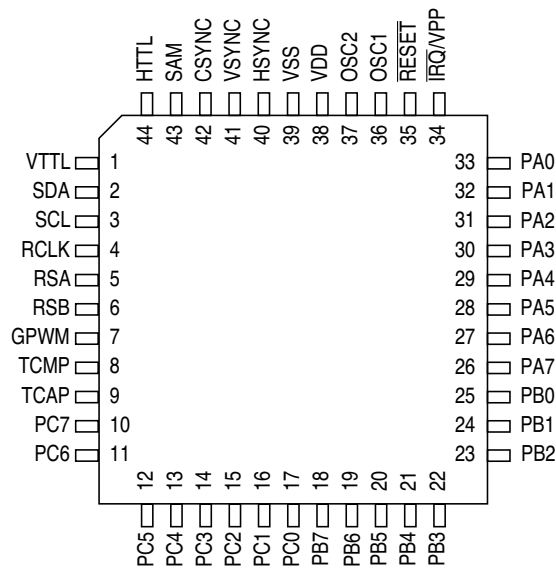 HTTL
SAM
CSYNC
VSYNC
HSYNC
VSS
VDD
OSC2
OSC1
RESET
IRQ/VPP
44
43
42
41
40
39
38
37
36
35
34
VTTL 1
SDA 2
SCL 3
RCLK 4
RSA 5
RSB 6
GPWM 7
TCMP 8
TCAP 9
PC7 10
PC6 11
33 PA0
32 PA1
31 PA2
30 PA3
29 PA4
28 PA5
27 PA6
26 PA7
25 PB0
24 PB1
23 PB2
12
13
14
15
16
17
18
19
20
21
22
PC5
PC4
PC3
PC2
PC1
PC0
PB7
PB6
PB5
PB4
PB3